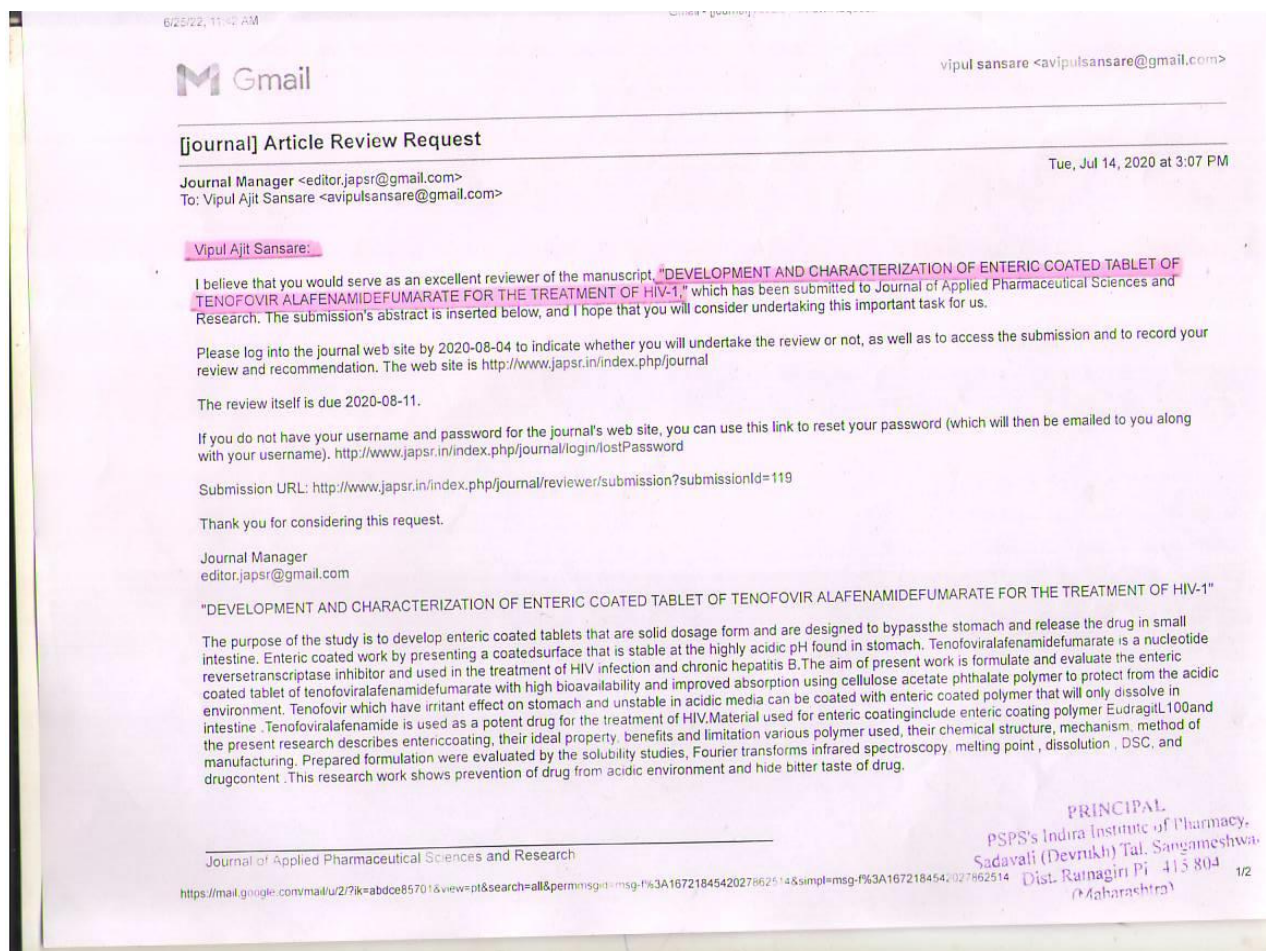 6/25/22, 11:42 AM
Gmail
vipul sansare <avipulsansare@gmail.com>
[journal] Article Review Request
Journal Manager <editor.japsr@gmail.com>
Tue, Jul 14, 2020 at 3:07 PM
To: Vipul Ajit Sansare <avipulsansare@gmail.com>
Vipul Ajit Sansare:
I believe that you would serve as an excellent reviewer of the manuscript, "DEVELOPMENT AND CHARACTERIZATION OF ENTERIC COATED TABLET OF
TENOFOVIR ALAFENAMIDEFUMARATE FOR THE TREATMENT OF HIV-1," which has been submitted to Journal of Applied Pharmaceutical Sciences and
Research. The submission's abstract is inserted below, and I hope that you will consider undertaking this important task for us.
Please log into the journal web site by 2020-08-04 to indicate whether you will undertake the review or not, as well as to access the submission and to record your
review and recommendation. The web site is http://www.japsr.in/index.php/journal
The review itself is due 2020-08-11.
If you do not have your username and password for the journal's web site, you can use this link to reset your password (which will then be emailed to you along
with your username). http://www.japsr.in/index.php/journal/login/lostPassword
Submission URL: http://www.japsr.in/index.php/journal/reviewer/submission?submissionId=119
Thank you for considering this request.
Journal Manager
editor.japsr@gmail.com
"DEVELOPMENT AND CHARACTERIZATION OF ENTERIC COATED TABLET OF TENOFOVIR ALAFENAMIDEFUMARATE FOR THE TREATMENT OF HIV-1"
The purpose of the study is to develop enteric coated tablets that are solid dosage form and are designed to bypassthe stomach and release the drug in small
intestine. Enteric coated work by presenting a coatedsurface that is stable at the highly acidic pH found in stomach. Tenofoviralafenamidefumarate is a nucleotide
reversetranscriptase inhibitor and used in the treatment of HIV infection and chronic hepatitis B.The aim of present work is formulate and evaluate the enteric
coated tablet of tenofoviralafenamidefumarate with high bioavailability and improved absorption using cellulose acetate phthalate polymer to protect from the acidic
environment. Tenofovir which have irritant effect on stomach and unstable in acidic media can be coated with enteric coated polymer that will only dissolve in
intestine .Tenofoviralafenamide is used as a potent drug for the treatment of HIV.Material used for enteric coatinginclude enteric coating polymer EudragitL100and
the present research describes entericcoating, their ideal property, benefits and limitation various polymer used, their chemical structure, mechanism, method of
manufacturing. Prepared formulation were evaluated by the solubility studies, Fourier transforms infrared spectroscopy, melting point , dissolution , DSC, and
drugcontent .This research work shows prevention of drug from acidic environment and hide bitter taste of drug.
Journal of Applied Pharmaceutical Sciences and Research
PRINCIPAL
PSPS's Indira Institute of Pharmacy,
Sadavali (Devrukh) Tal. Sangameshwa
Dist. Ratnagiri Pi 415 804
(Maharashtra)
https://mail.google.com/mail/u/2/?ik=abdce85701&view=pt&search=all&permmsgid=msg-f%3A1672184542027862514&simpl=msg-f%3A1672184542027862514
1/2